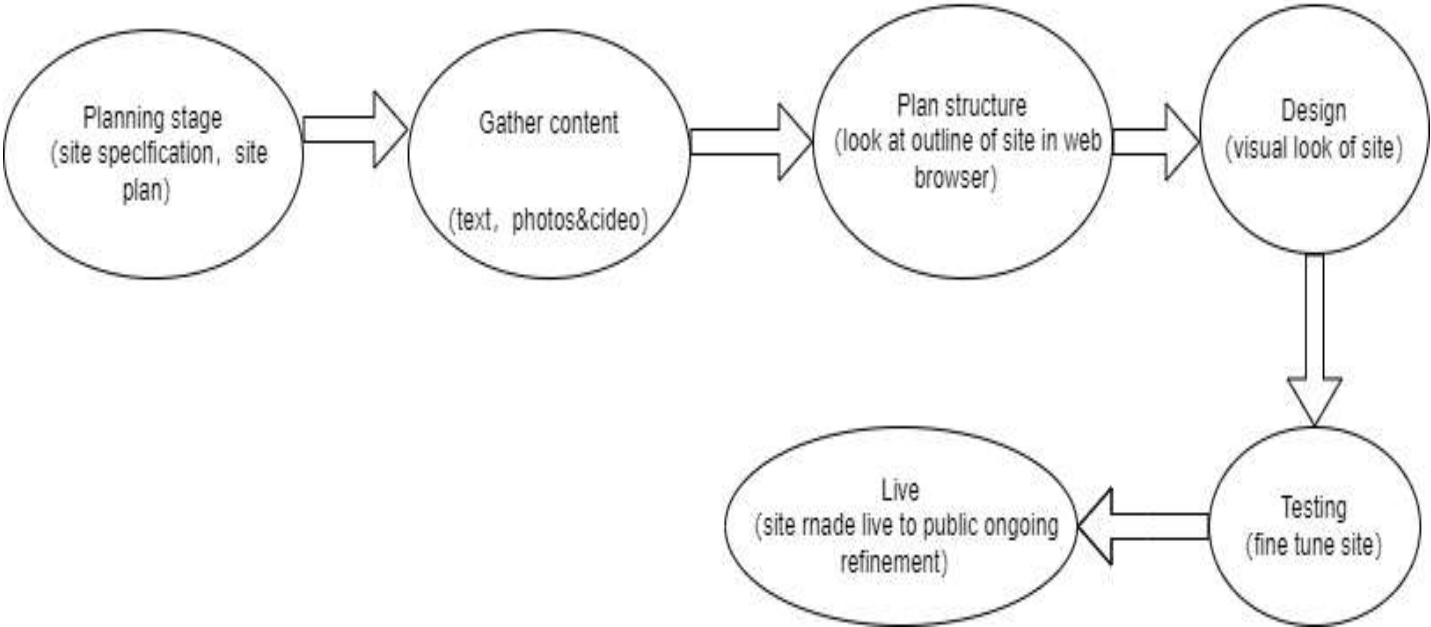 Planning stage
(site speclfication, site
plan)
Gather content
(text, photos&cideo)
Plan structure
(look at outline of site in web
browser)
Design
(visual look of site)
Testing
(fine tune site)
Live
(site rnade live to public ongoing
refinement)